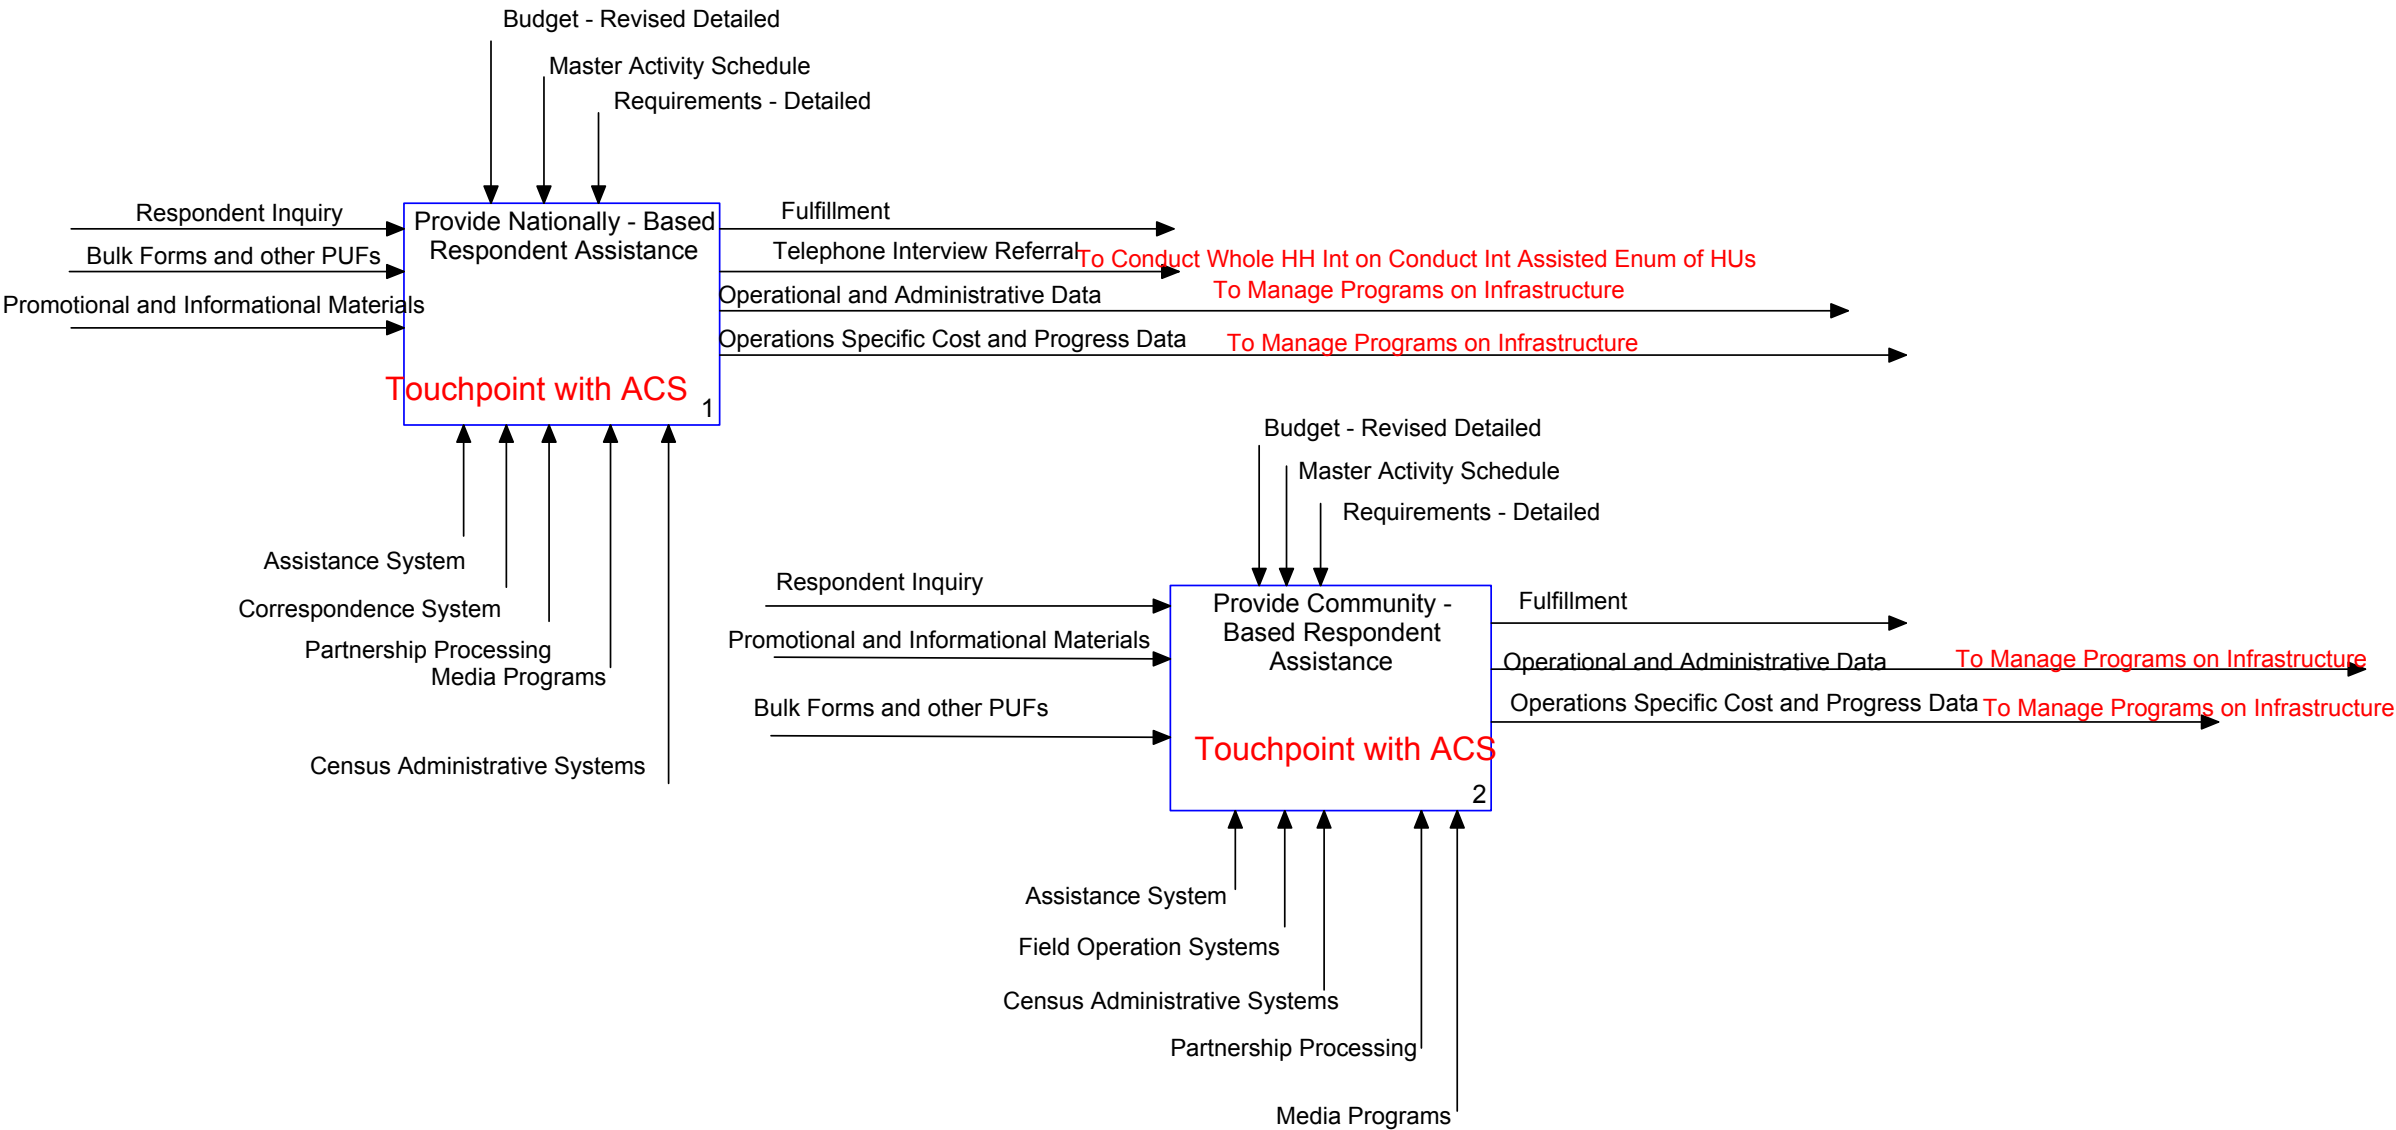 Budget - Revised Detailed
Master Activity Schedule
Requirements - Detailed
Respondent Inquiry
Bulk Forms and other PUFs
Promotional and Informational Materials
Provide Nationally - Based
Respondent Assistance
Touchpoint with ACS
1
Fulfillment
Telephone Interview Referral
To Conduct Whole HH Int on Conduct Int Assisted Enum of HUs
Operational and Administrative Data
To Manage Programs on Infrastructure
Operations Specific Cost and Progress Data
To Manage Programs on Infrastructure
Assistance System
Correspondence System
Partnership Processing
Media Programs
Census Administrative Systems
Budget - Revised Detailed
Master Activity Schedule
Requirements - Detailed
Respondent Inquiry
Promotional and Informational Materials
Bulk Forms and other PUFs
Provide Community -
Based Respondent
Assistance
Touchpoint with ACS
2
Fulfillment
Operational and Administrative Data
To Manage Programs on Infrastructure
Operations Specific Cost and Progress Data
To Manage Programs on Infrastructure
Assistance System
Field Operation Systems
Census Administrative Systems
Partnership Processing
Media Programs